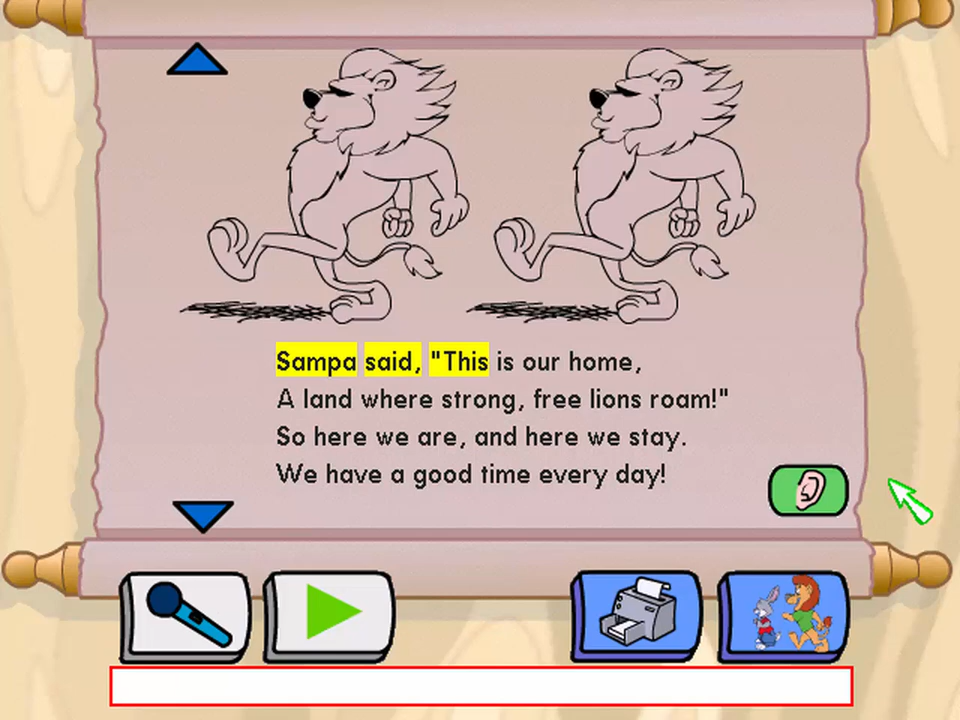 Sampa said, "This is our home,
A land where strong, free lions roam!"
So here we are, and here we stay.
We have a good time every day!